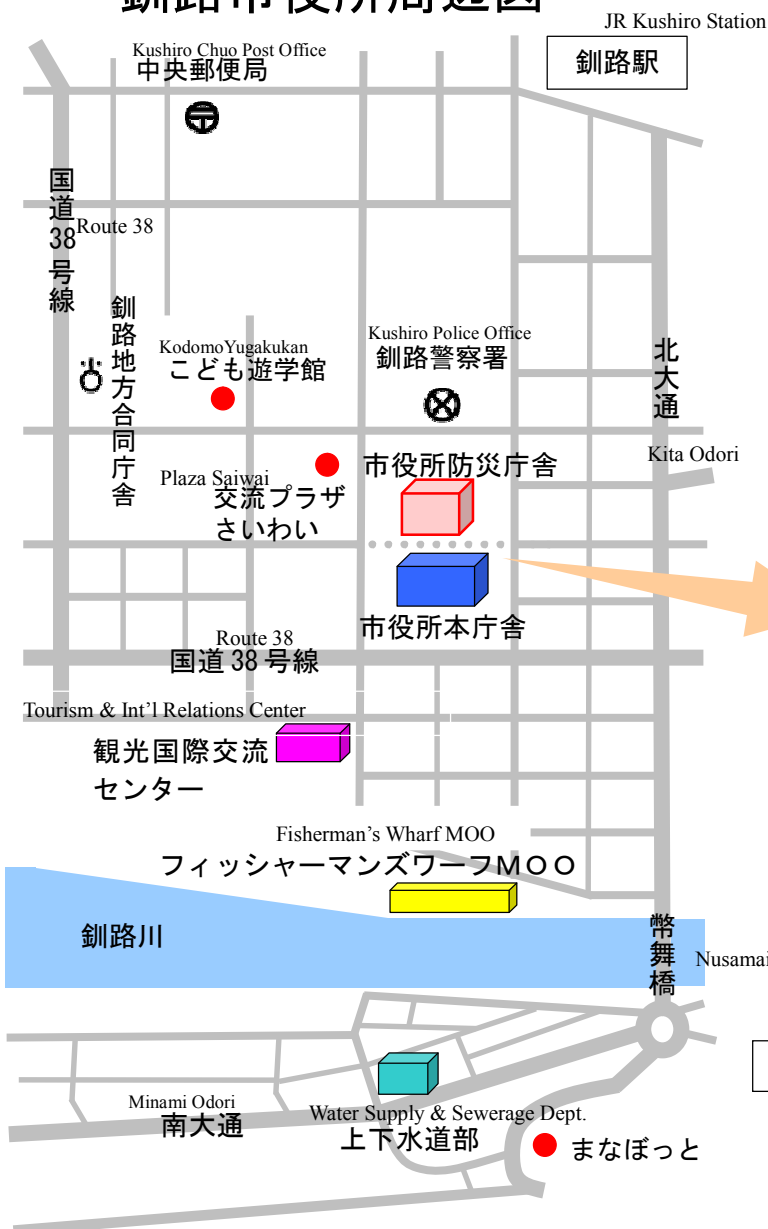 釧路市役所周辺図
JR Kushiro Station
釧路駅
Kushiro Chuo Post Office
中央郵便局
国道38号線
Route 38
釧路地方合同庁舎
KodomoYugakukan
こども遊学館
Kushiro Police Office
釧路警察署
北大通
Kita Odori
Plaza Saiwai
交流プラザ
さいわい
市役所防災庁舎
市役所本庁舎
Route 38
国道38号線
Tourism & Int'l Relations Center
観光国際交流
センター
Fisherman's Wharf MOO
フィッシャーマンズワーフMOO
釧路川
幣舞橋
Nusamai
Minami Odori
南大通
Water Supply & Sewerage Dept.
上下水道部
まなぼっと